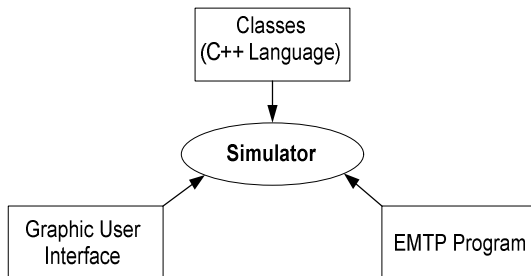 Classes
(C++ Language)
Simulator
Graphic User
Interface
EMTP Program